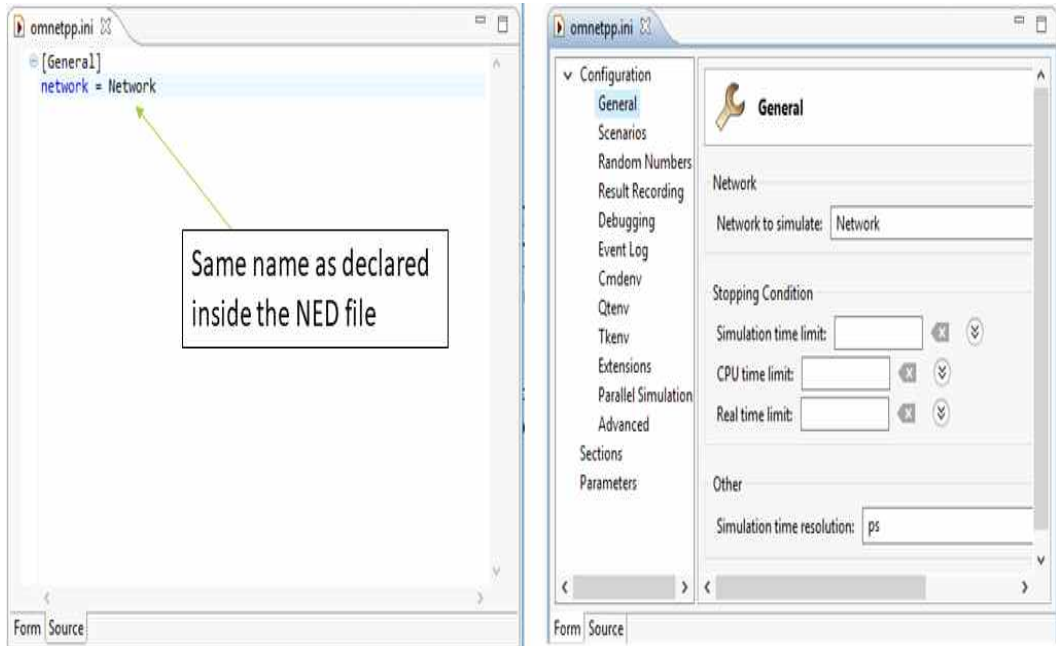 omnetpp.ini
[General]
network = Network
Same name as declared
inside the NED file
Form Source
omnetpp.ini
Configuration
General
Scenarios
Random Numbers
Result Recording
Debugging
Event Log
Cmdenv
Qtenv
Tkenv
Extensions
Parallel Simulation
Advanced
Sections
Parameters
General
Network
Network to simulate: Network
Stopping Condition
Simulation time limit:
CPU time limit:
Real time limit:
Other
Simulation time resolution: ps
Form Source